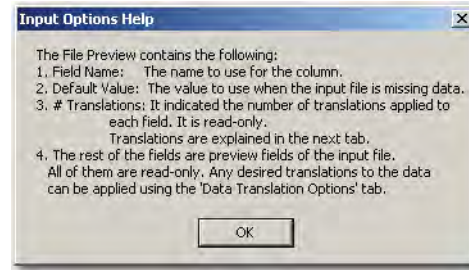 Input Options Help
The File Preview contains the following:
1. Field Name: The name to use for the column.
2. Default Value: The value to use when the input file is missing data.
3. # Translations: It indicated the number of translations applied to
each field. It is read-only.
Translations are explained in the next tab.
4. The rest of the fields are preview fields of the input file.
All of them are read-only. Any desired translations to the data
can be applied using the 'Data Translation Options' tab.
OK